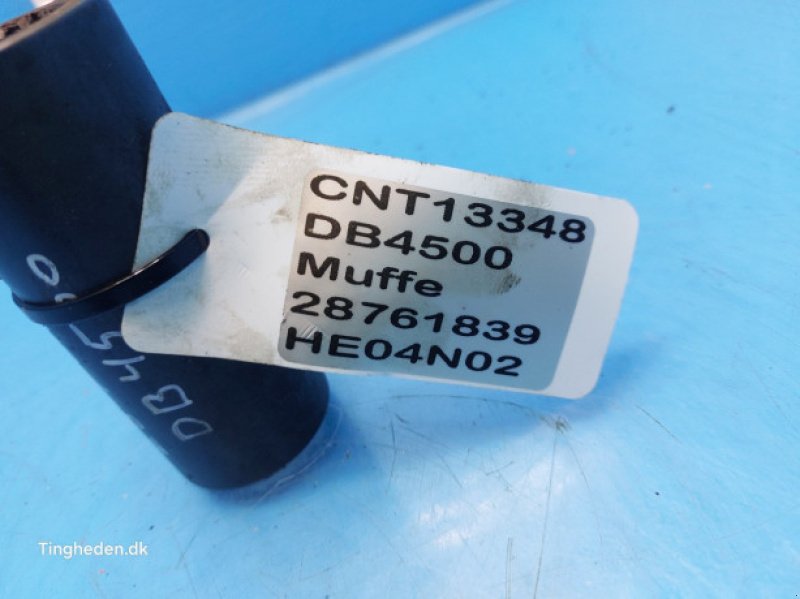 CNT13348
DB4500
Muffe
28761839
HE04N02
DB4500
Tingheden.dk